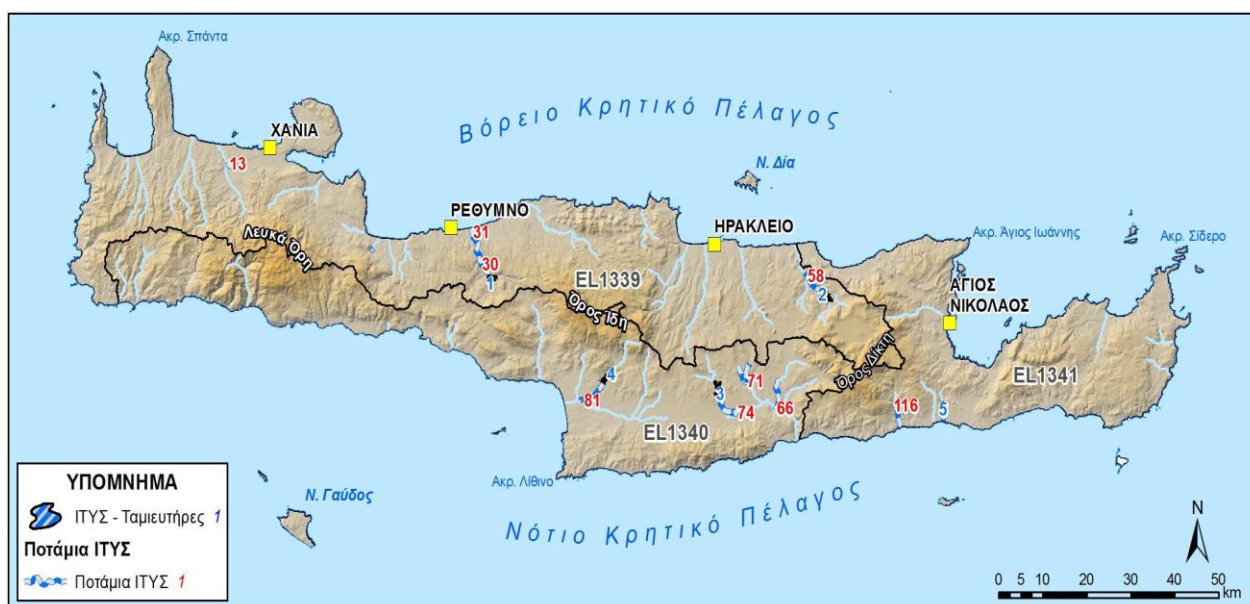 Ακρ. Σπάντα
ΧΑΝΙΑ
Βόρειο Κρητικό Πέλαγος
13
Ν. Δία
ΡΕΘΥΜΝΟ
31
ΗΡΑΚΛΕΙΟ
Ακρ. Άγιος Ιωάννης
Ακρ. Σίδερο
Λευκά Όρη
30
1
EL1339
58
2
ΑΓΙΟΣ
ΝΙΚΟΛΑΟΣ
Όρος Ίδη
Όρος Δίκτη
4
71
EL1341
81
3
74
66
116
5
EL1340
Ακρ. Λίθινο
Ν. Γαύδος
Νότιο Κρητικό Πέλαγος
ΥΠΟΜΝΗΜΑ
ΙΤΥΣ - Ταμιευτήρες 1
Ποτάμια ΙΤΥΣ
Ποτάμια ΙΤΥΣ 1
N
0 5 10 20 30 40 50
km